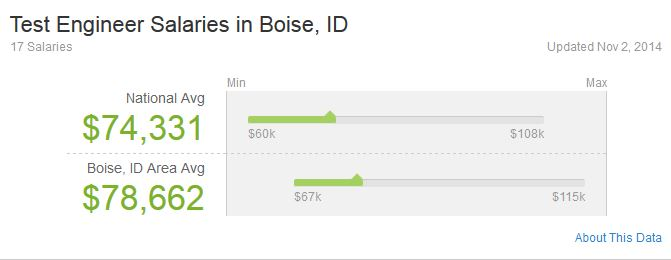 Test Engineer Salaries in Boise, ID
17 Salaries Updated Nov 2, 2014
Min Max
National Avg
$74,331
$60k $108k
Boise, ID Area Avg
$78,662
$67k $115k
About This Data